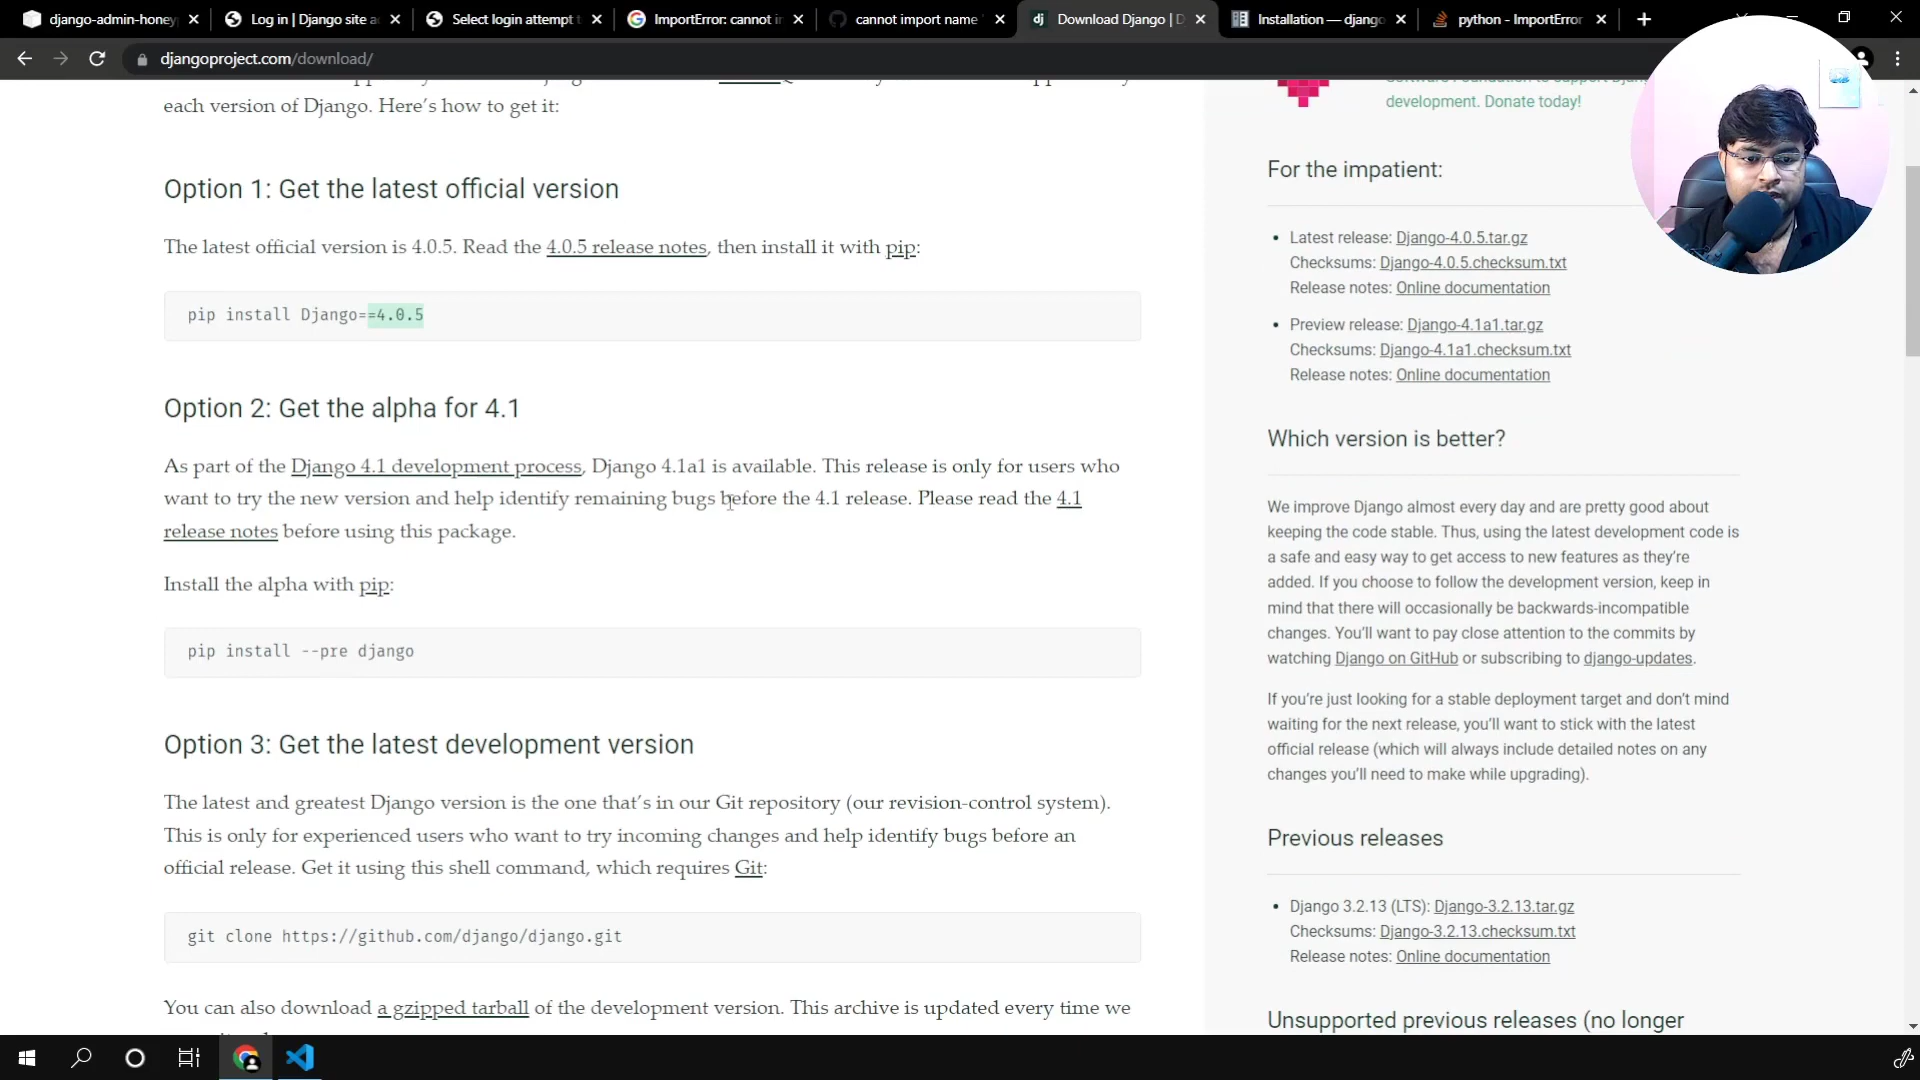 django-admin-honey
Log in | Django site a
Select login attempt t
ImportError: cannot i
cannot import name '
Download Django | D
Installation — django
python - ImportError
djangoproject.com/download/
each version of Django. Here's how to get it:
Option 1: Get the latest official version
The latest official version is 4.0.5. Read the 4.0.5 release notes, then install it with pip:
pip install Django==4.0.5
Option 2: Get the alpha for 4.1
As part of the Django 4.1 development process, Django 4.1a1 is available. This release is only for users who
want to try the new version and help identify remaining bugs before the 4.1 release. Please read the 4.1
release notes before using this package.
Install the alpha with pip:
pip install --pre django
Option 3: Get the latest development version
The latest and greatest Django version is the one that's in our Git repository (our revision-control system).
This is only for experienced users who want to try incoming changes and help identify bugs before an
official release. Get it using this shell command, which requires Git:
git clone https://github.com/django/django.git
You can also download a gzipped tarball of the development version. This archive is updated every time we
Software Foundation to support Djan
development. Donate today!
For the impatient:
Latest release: Django-4.0.5.tar.gz
Checksums: Django-4.0.5.checksum.txt
Release notes: Online documentation
Preview release: Django-4.1a1.tar.gz
Checksums: Django-4.1a1.checksum.txt
Release notes: Online documentation
Which version is better?
We improve Django almost every day and are pretty good about
keeping the code stable. Thus, using the latest development code is
a safe and easy way to get access to new features as they're
added. If you choose to follow the development version, keep in
mind that there will occasionally be backwards-incompatible
changes. You'll want to pay close attention to the commits by
watching Django on GitHub or subscribing to django-updates.
If you're just looking for a stable deployment target and don't mind
waiting for the next release, you'll want to stick with the latest
official release (which will always include detailed notes on any
changes you'll need to make while upgrading).
Previous releases
Django 3.2.13 (LTS): Django-3.2.13.tar.gz
Checksums: Django-3.2.13.checksum.txt
Release notes: Online documentation
Unsupported previous releases (no longer